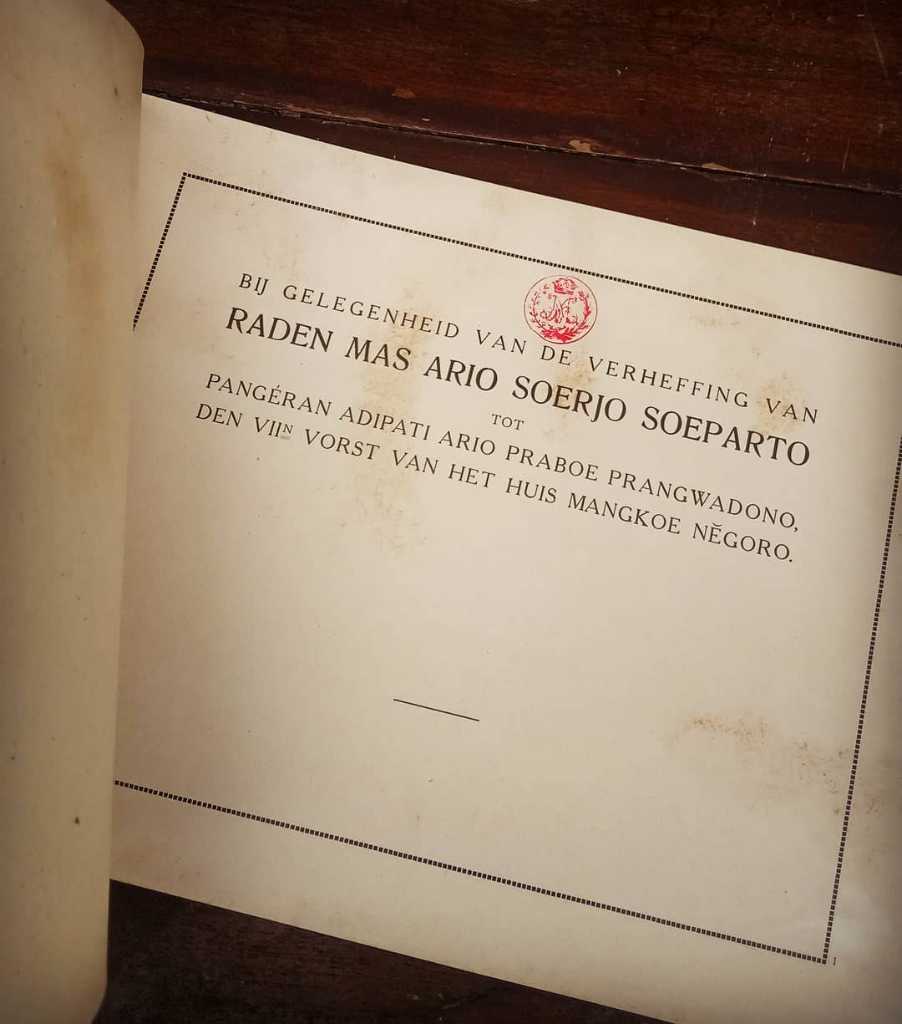 BIJ GELEGENHEID VAN DE VERHEFFING VAN
RADEN MAS ARIO SOERJO SOEPARTO
TOT
PANGÉRAN ADIPATI ARIO PRABOE PRANGWADONO,
DEN VIIᴺ VORST VAN HET HUIS MANGKOE NĔGORO.
1